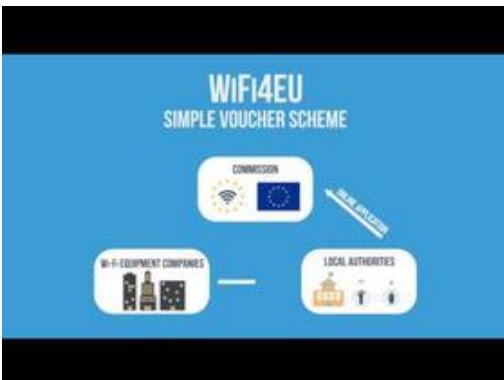 WiFi4EU
SIMPLE VOUCHER SCHEME
COMMISSION
ONLINE APPLICATION
WI-FI EQUIPMENT COMPANIES
LOCAL AUTHORITIES